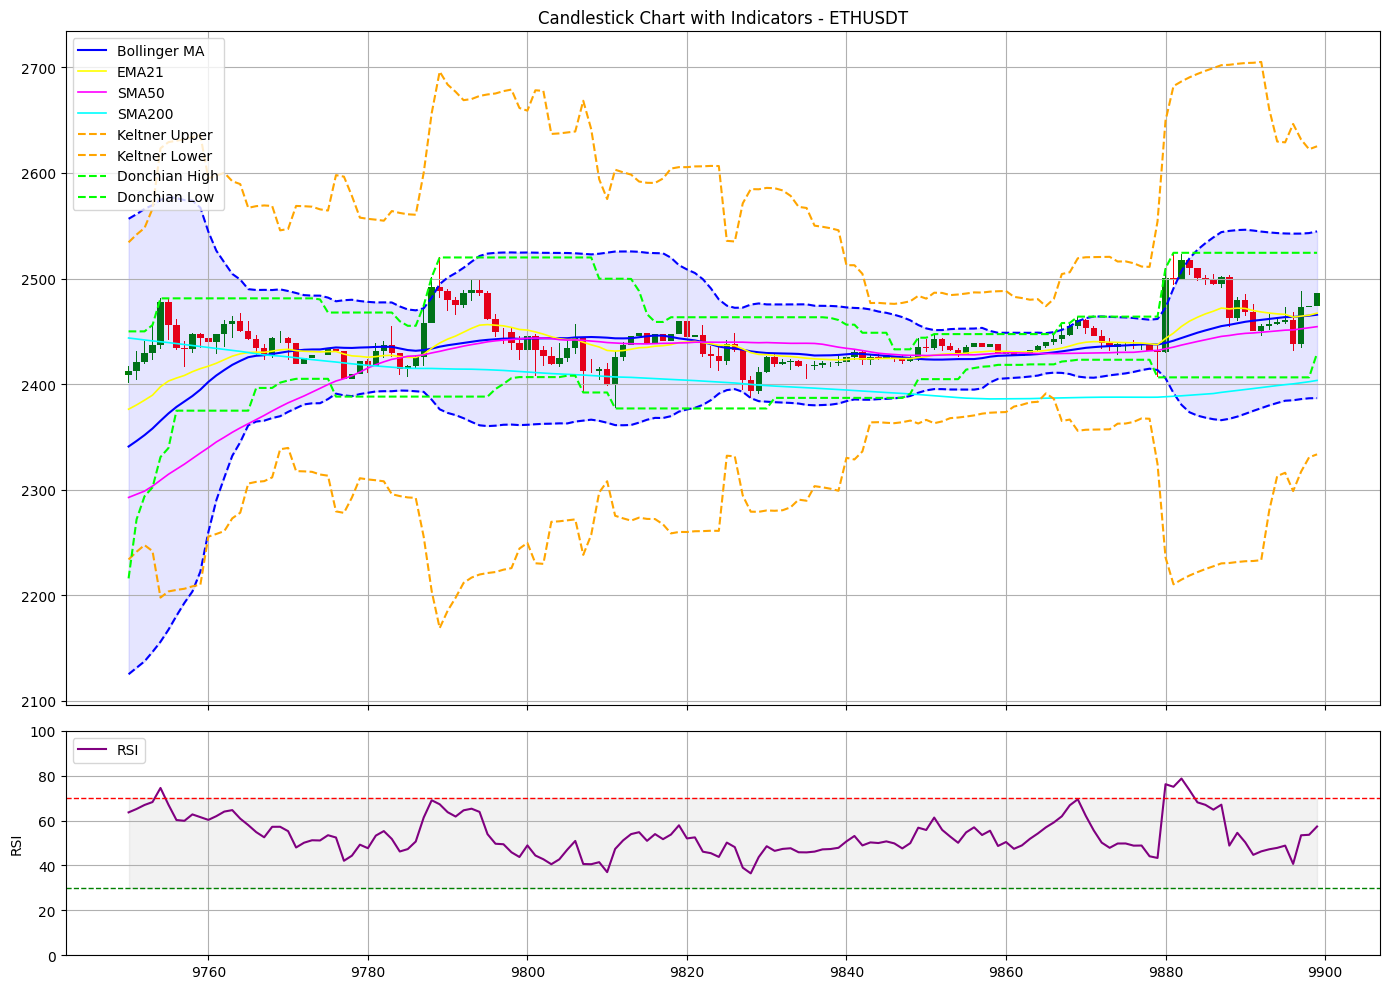 Candlestick Chart with Indicators - ETHUSDT
Bollinger MA
EMA21
SMA50
SMA200
Keltner Upper
Keltner Lower
Donchian High
Donchian Low
2700
2600
2500
2400
2300
2200
2100
RSI
100
80
60
40
20
0
RSI
9760
9780
9800
9820
9840
9860
9880
9900